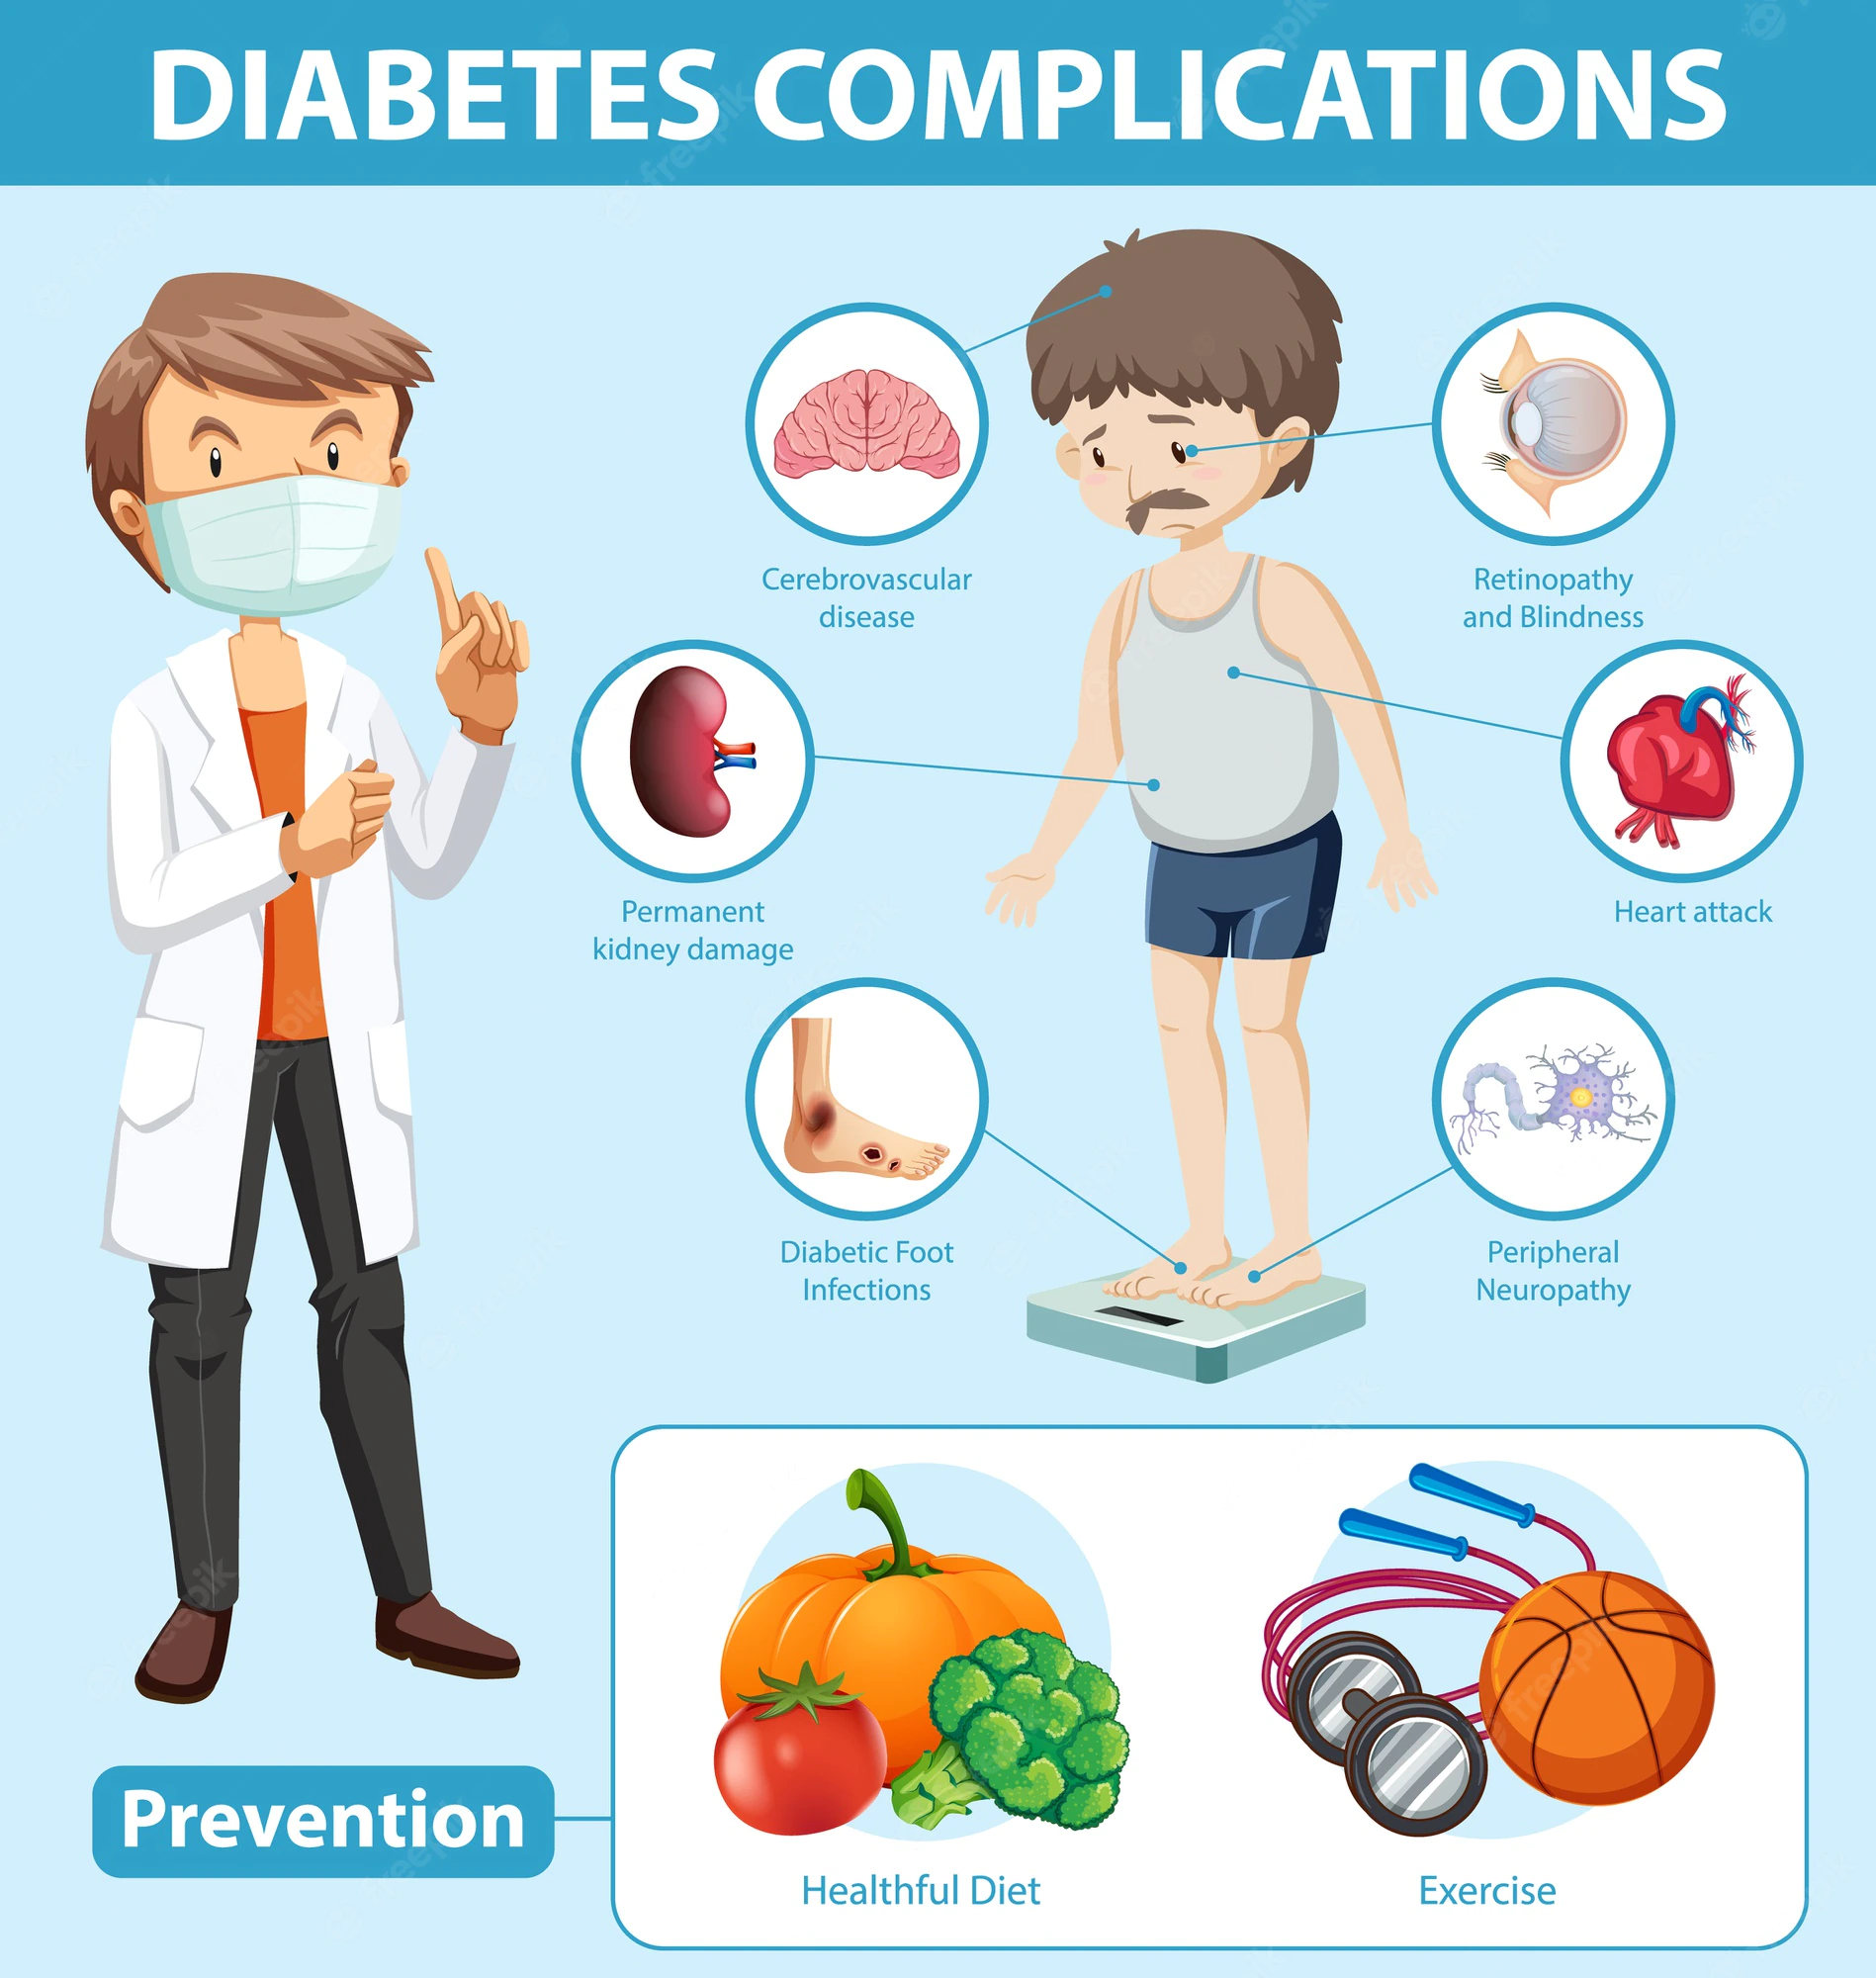 DIABETES COMPLICATIONS
Cerebrovascular
disease
Retinopathy
and Blindness
Permanent
kidney damage
Heart attack
Diabetic Foot
Infections
Peripheral
Neuropathy
Prevention
Healthful Diet
Exercise
freepik